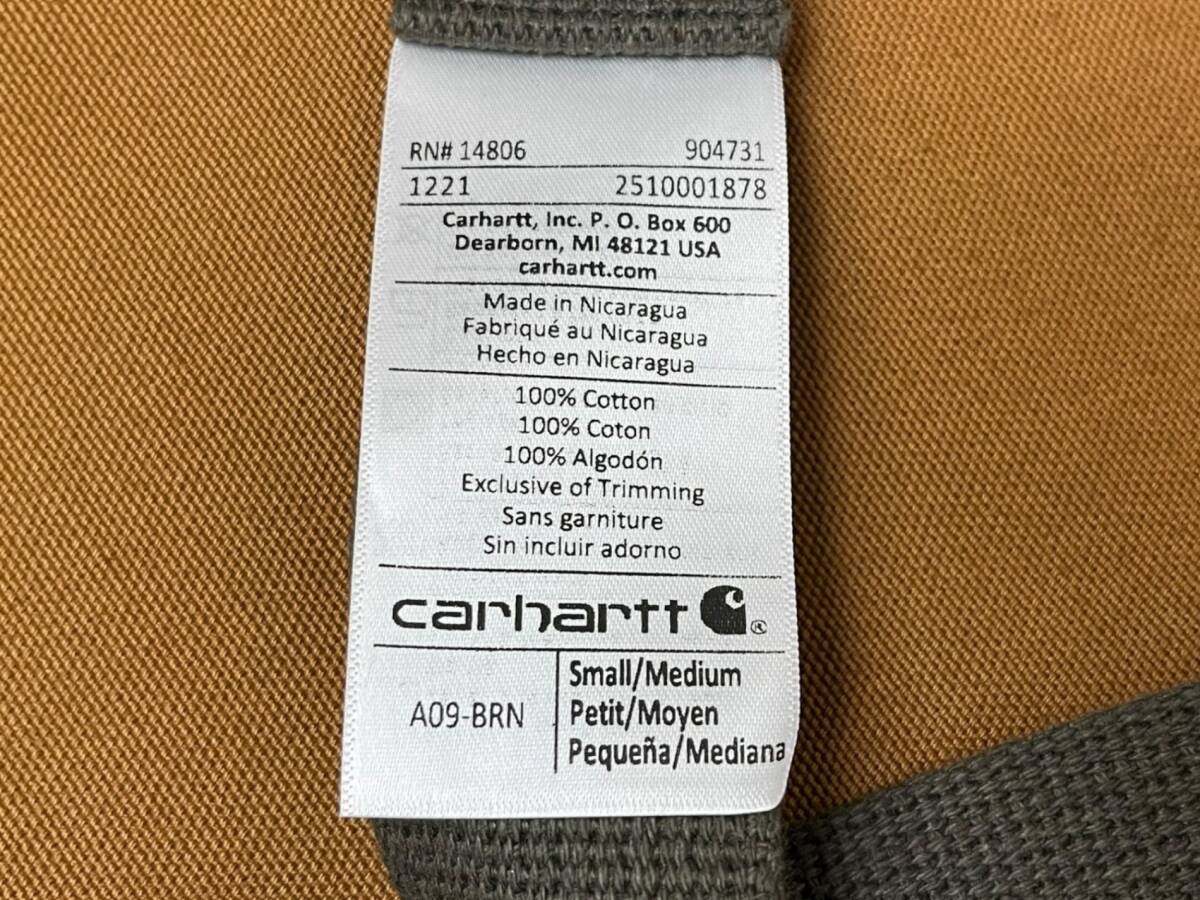 RN# 14806 904731
1221 2510001878
Carhartt, Inc. P. O. Box 600
Dearborn, MI 48121 USA
carhartt.com
Made in Nicaragua
Fabriqué au Nicaragua
Hecho en Nicaragua
100% Cotton
100% Coton
100% Algodón
Exclusive of Trimming
Sans garniture
Sin incluir adorno
carhartt ®
A09-BRN
Small/Medium
Petit/Moyen
Pequeña/Mediana